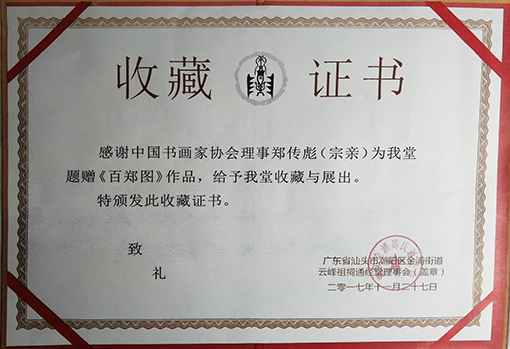 收藏 证书
感谢中国书画家协会理事郑传彪（宗亲）为我堂
题赠《百郑图》作品，给予我堂收藏与展出。
特颁发此收藏证书。
致
礼
广东省汕头市潮阳区金浦街道
云峰祖祠通经堂理事会（盖章）
二零一七年十一月二十七日